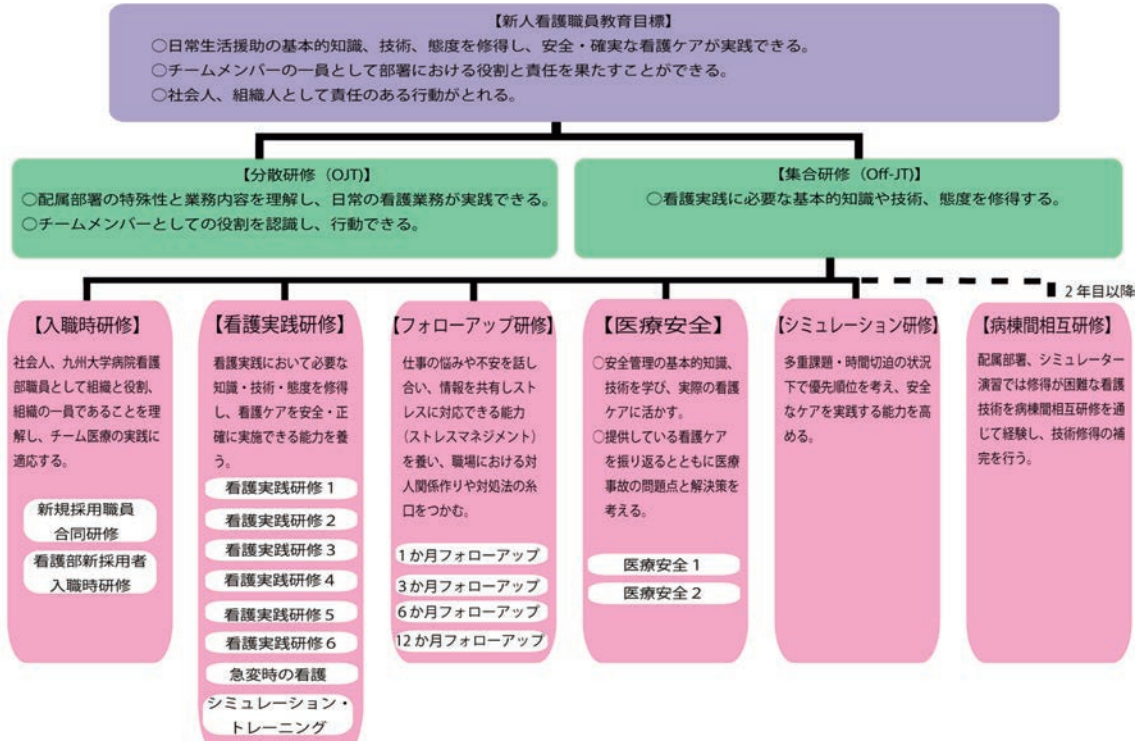 【新人看護職員教育目標】
○日常生活援助の基本的知識、技術、態度を修得し、安全・確実な看護ケアが実践できる。
○チームメンバーの一員として部署における役割と責任を果たすことができる。
○社会人、組織人として責任のある行動がとれる。
【分散研修（OJT)】
○配属部署の特殊性と業務内容を理解し、日常の看護業務が実践できる。
○チームメンバーとしての役割を認識し、行動できる。
【集合研修（Off-JT)】
○看護実践に必要な基本的知識や技術、態度を修得する。
【入職時研修】
社会人、九州大学病院看護
部職員として組織と役割、
組織の一員であることを理
解し、チーム医療の実践に
適応する。
新規採用職員
合同研修
看護部新採用者
入職時研修
【看護実践研修】
看護実践において必要な
知識・技術・態度を修得
し、看護ケアを安全・正
確に実施できる能力を養
う。
看護実践研修 1
看護実践研修 2
看護実践研修 3
看護実践研修 4
看護実践研修 5
看護実践研修 6
急変時の看護
シミュレーション・
トレーニング
【フォローアップ研修】
仕事の悩みや不安を話し
合い、情報を共有しスト
レスに対応できる能力
（ストレスマネジメント）
を養い、職場における対
人関係作りや対処法の糸
口をつかむ。
1 か月フォローアップ
3 か月フォローアップ
6 か月フォローアップ
12 か月フォローアップ
【医療安全】
○安全管理の基本的知識、
技術を学び、実際の看護
ケアに活かす。
○提供している看護ケア
を振り返るとともに医療
事故の問題点と解決策を
考える。
医療安全 1
医療安全 2
【シミュレーション研修】
多重課題・時間切迫の状況
下で優先順位を考え、安全
なケアを実践する能力を高
める。
2 年目以降
【病棟間相互研修】
配属部署、シミュレーター
演習では修得が困難な看護
技術を病棟間相互研修を通
じて経験し、技術修得の補
完を行う。